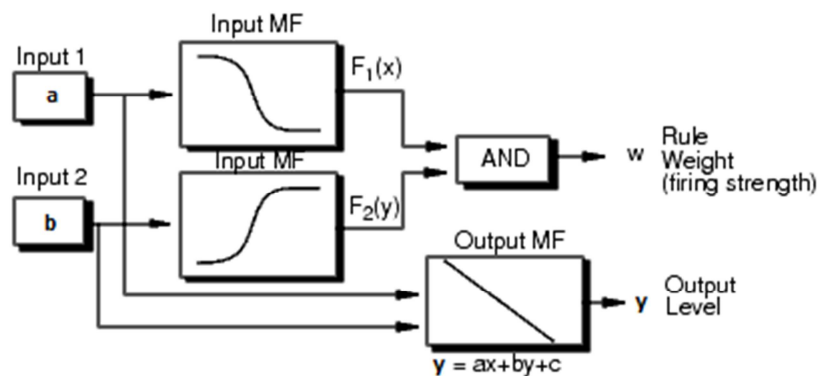 Input MF
Input 1
a
F₁(x)
Input 2
b
Input MF
F₂(y)
AND
w
Rule
Weight
(firing strength)
Output MF
y
Output
Level
y = ax+by+c